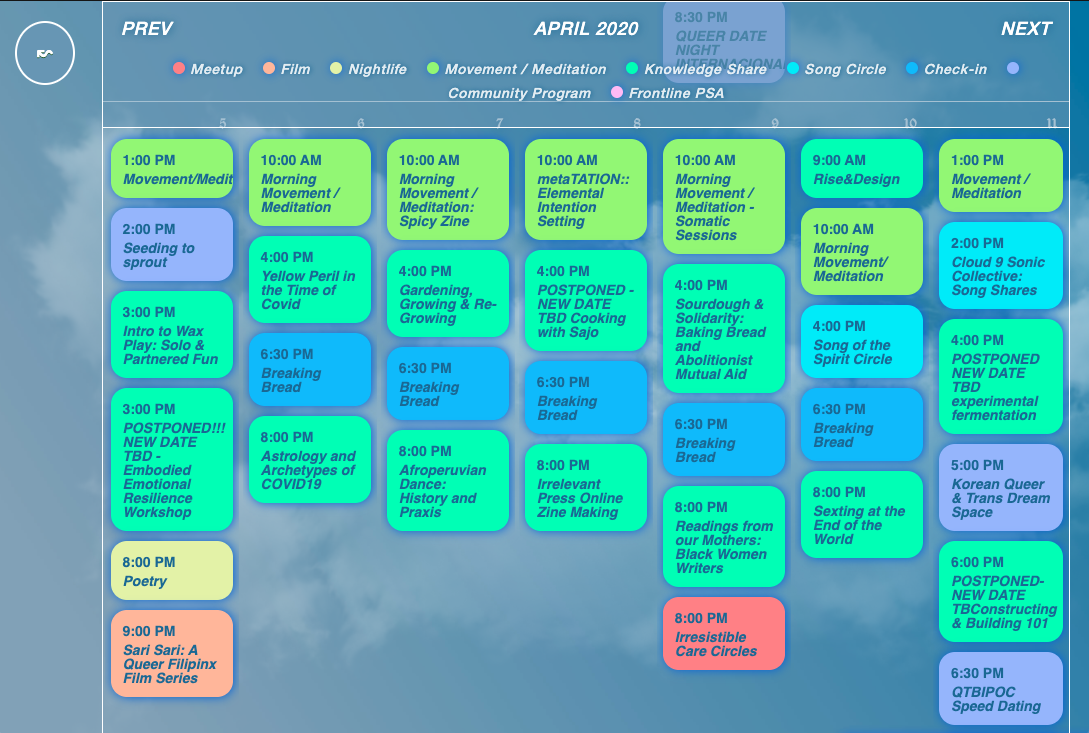 PREV
APRIL 2020
NEXT
8:30 PM
QUEER DATE
NIGHT
INTERNACIONA
Meetup
Film
Nightlife
Movement / Meditation
Knowledge Share
Song Circle
Check-in
Community Program
Frontline PSA
5
6
7
8
9
10
11
1:00 PM
Movement/Medit
2:00 PM
Seeding to
sprout
3:00 PM
Intro to Wax
Play: Solo &
Partnered Fun
3:00 PM
POSTPONED!!!
NEW DATE
TBD -
Embodied
Emotional
Resilience
Workshop
8:00 PM
Poetry
9:00 PM
Sari Sari: A
Queer Filipinx
Film Series
10:00 AM
Morning
Movement /
Meditation
4:00 PM
Yellow Peril in
the Time of
Covid
6:30 PM
Breaking
Bread
8:00 PM
Astrology and
Archetypes of
COVID19
10:00 AM
Morning
Movement /
Meditation:
Spicy Zine
4:00 PM
Gardening,
Growing & Re-
Growing
6:30 PM
Breaking
Bread
8:00 PM
Afroperuvian
Dance:
History and
Praxis
10:00 AM
metaTATION::
Elemental
Intention
Setting
4:00 PM
POSTPONED -
NEW DATE
TBD Cooking
with Sajo
6:30 PM
Breaking
Bread
8:00 PM
Irrelevant
Press Online
Zine Making
10:00 AM
Morning
Movement /
Meditation -
Somatic
Sessions
4:00 PM
Sourdough &
Solidarity:
Baking Bread
and
Abolitionist
Mutual Aid
6:30 PM
Breaking
Bread
8:00 PM
Readings from
our Mothers:
Black Women
Writers
8:00 PM
Irresistible
Care Circles
9:00 AM
Rise&Design
10:00 AM
Morning
Movement/
Meditation
4:00 PM
Song of the
Spirit Circle
6:30 PM
Breaking
Bread
8:00 PM
Sexting at the
End of the
World
1:00 PM
Movement /
Meditation
2:00 PM
Cloud 9 Sonic
Collective:
Song Shares
4:00 PM
POSTPONED
NEW DATE
TBD
experimental
fermentation
5:00 PM
Korean Queer
& Trans Dream
Space
6:00 PM
POSTPONED-
NEW DATE
TBConstructing
& Building 101
6:30 PM
QTBIPOC
Speed Dating